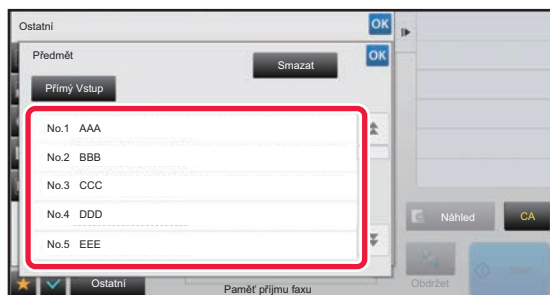 Ostatní
OK
Předmět
Smazat
OK
Přímý Vstup
No.1 AAA
No.2 BBB
No.3 CCC
No.4 DDD
No.5 EEE
Náhled
CA
Obdržet
Start
Ostatní
Paměť příjmu faxu